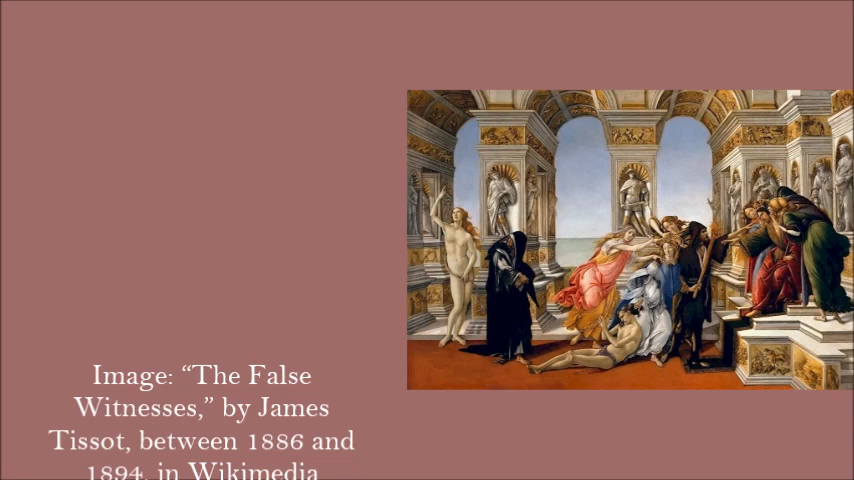 Image: “The False
Witnesses,” by James
Tissot, between 1886 and
1894, in Wikimedia